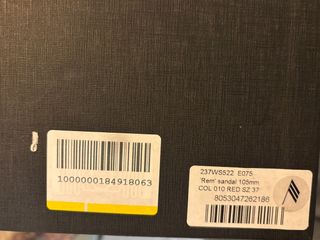 1000000184918063
237WS522 E075
'Rem' sandal 105mm
COL 010 RED SZ 37
8053047262186